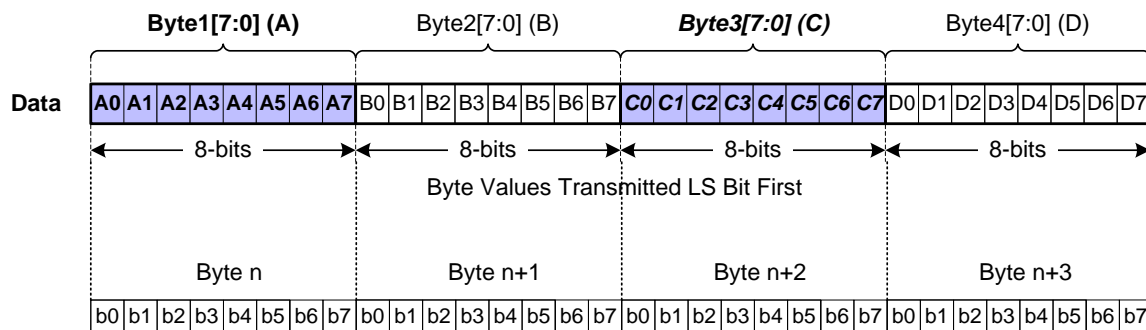 Byte1[7:0] (A) Byte2[7:0] (B) Byte3[7:0] (C) Byte4[7:0] (D)
Data A0 A1 A2 A3 A4 A5 A6 A7 B0 B1 B2 B3 B4 B5 B6 B7 C0 C1 C2 C3 C4 C5 C6 C7 D0 D1 D2 D3 D4 D5 D6 D7
8-bits 8-bits 8-bits 8-bits
Byte Values Transmitted LS Bit First
Byte n Byte n+1 Byte n+2 Byte n+3
b0 b1 b2 b3 b4 b5 b6 b7 b0 b1 b2 b3 b4 b5 b6 b7 b0 b1 b2 b3 b4 b5 b6 b7 b0 b1 b2 b3 b4 b5 b6 b7